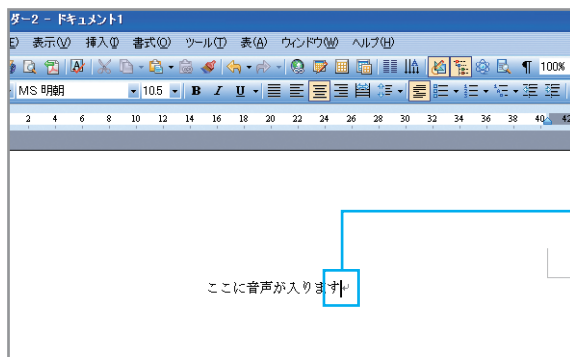 ダー2 - ドキュメント1
E) 表示(V) 挿入(I) 書式(O) ツール(T) 表(A) ウィンドウ(W) ヘルプ(H)
100%
MS 明朝 10.5 B I U
2 4 6 8 10 12 14 16 18 20 22 24 26 28 30 32 34 36 38 40 42
ここに音声が入ります